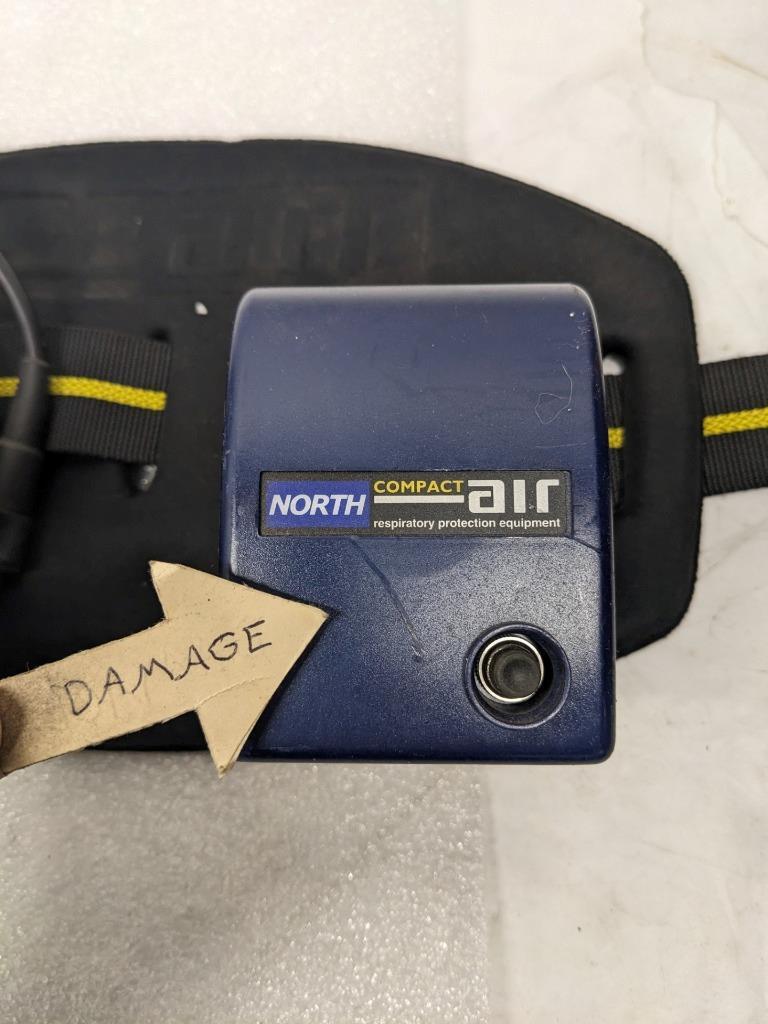 NORTH COMPACT air
respiratory protection equipment
DAMAGE